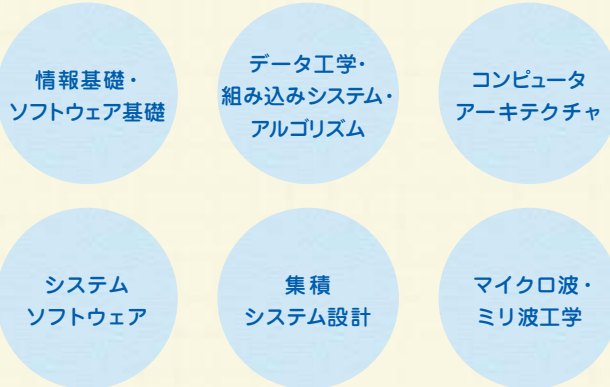 情報基礎・
ソフトウェア基礎
データ工学・
組み込みシステム・
アルゴリズム
コンピュータ
アーキテクチャ
システム
ソフトウェア
集積
システム設計
マイクロ波・
ミリ波工学